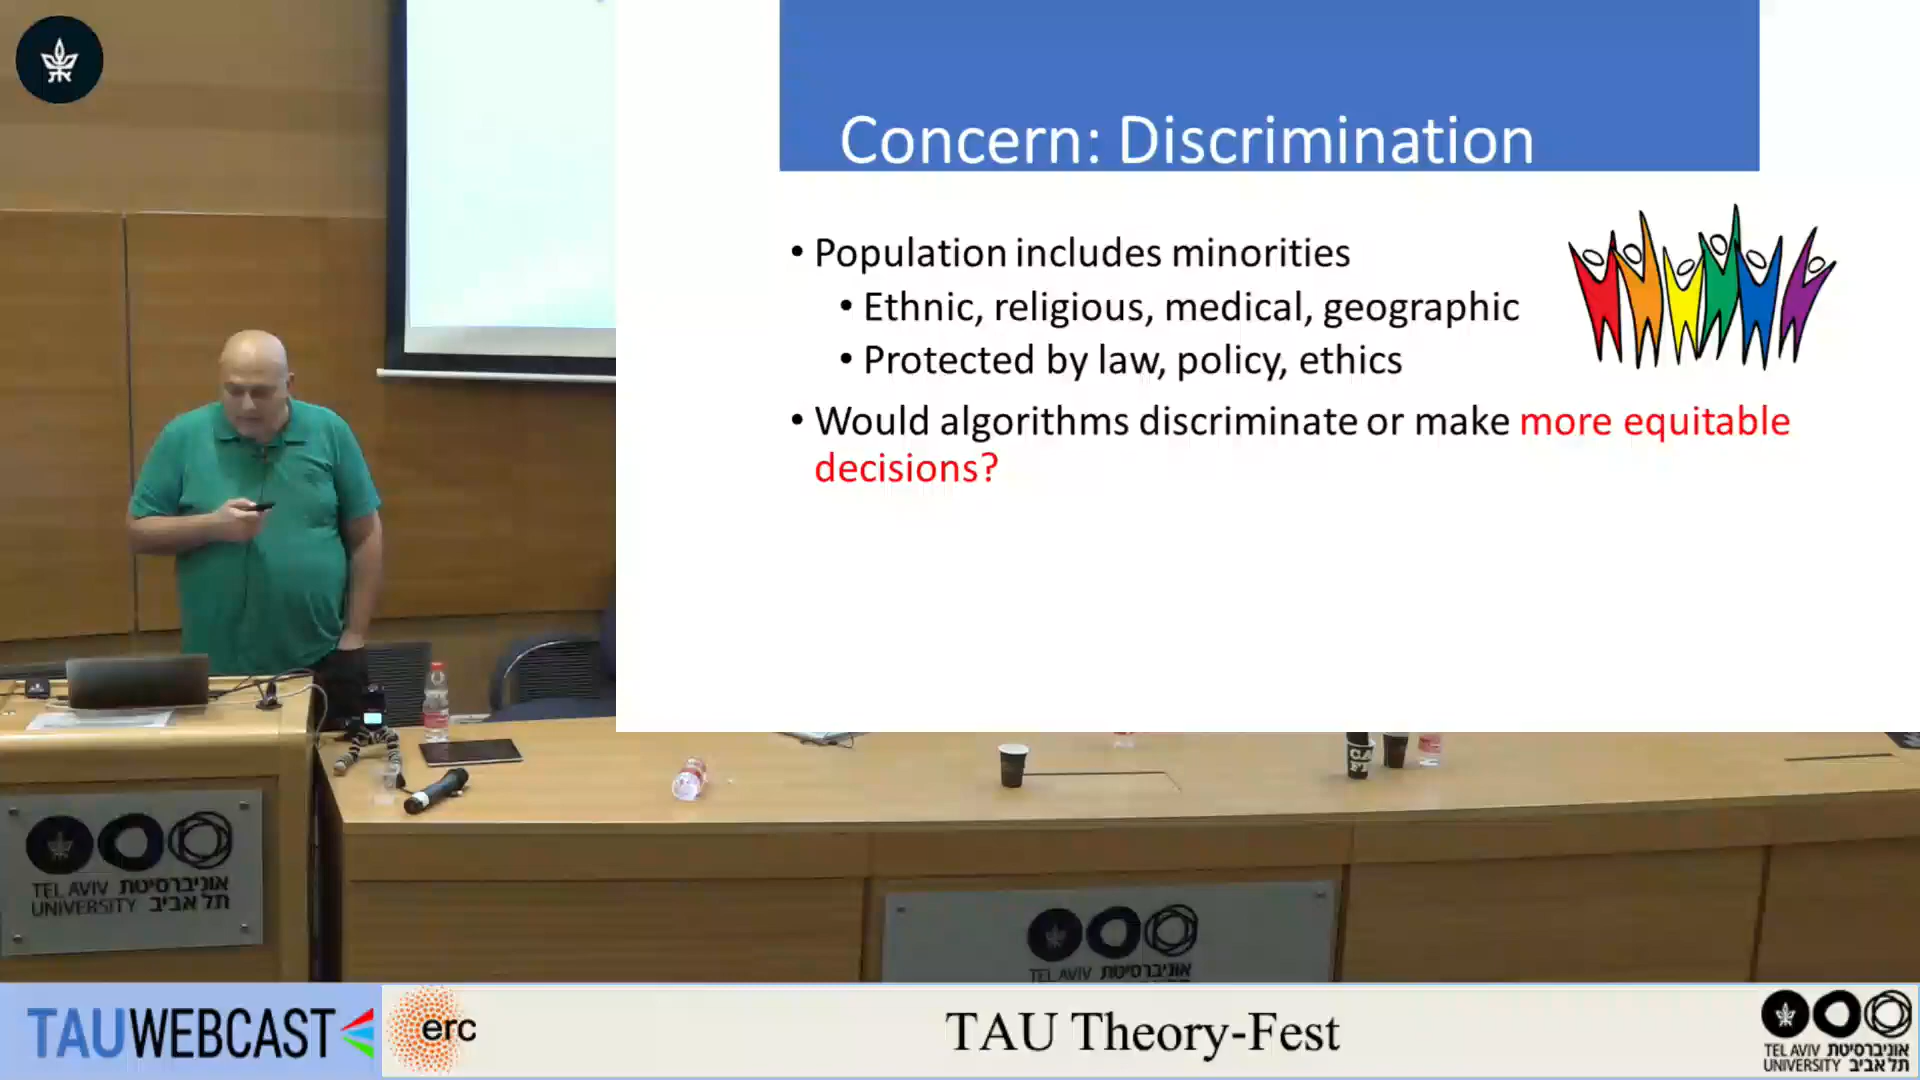 Concern: Discrimination
• Population includes minorities
• Ethnic, religious, medical, geographic
• Protected by law, policy, ethics
• Would algorithms discriminate or make more equitable
decisions?
CA
TEL AVIV אוניברסיטת
UNIVERSITY תל אביב
TEL AVIV אוניברסיטת
TAUWEBCAST
erc
TAU Theory-Fest
TEL AVIV אוניברסיטת
UNIVERSITY תל אביב